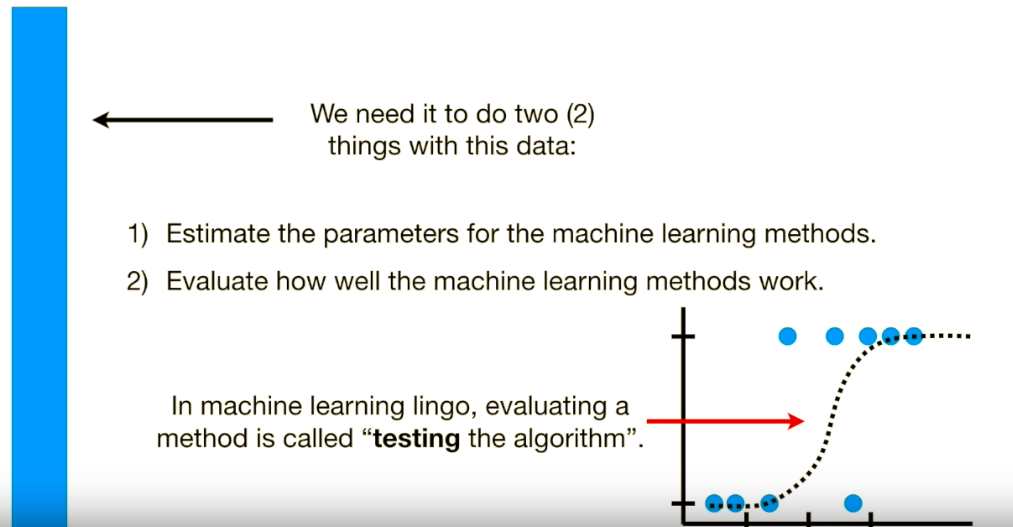 We need it to do two (2)
things with this data:
1) Estimate the parameters for the machine learning methods.
2) Evaluate how well the machine learning methods work.
In machine learning lingo, evaluating a
method is called “testing the algorithm”.